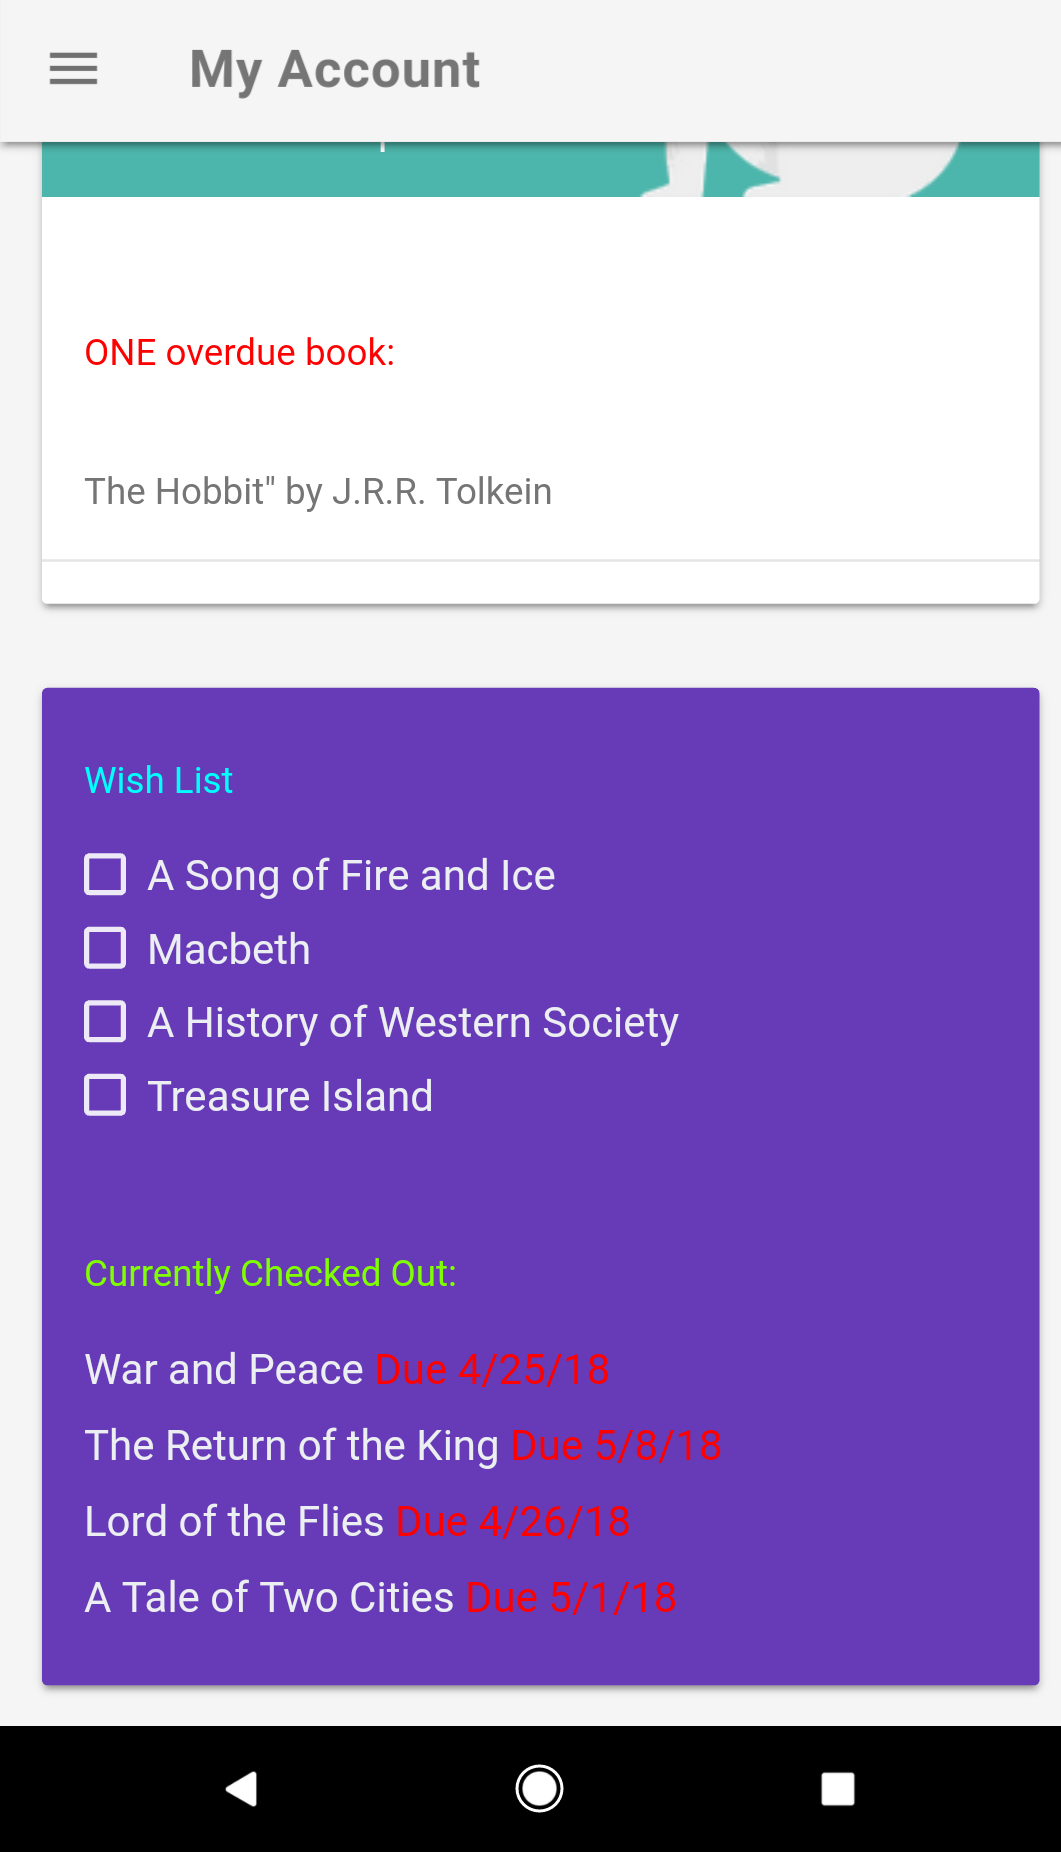 My Account
ONE overdue book:
The Hobbit" by J.R.R. Tolkein
Wish List
A Song of Fire and Ice
Macbeth
A History of Western Society
Treasure Island
Currently Checked Out:
War and Peace Due 4/25/18
The Return of the King Due 5/8/18
Lord of the Flies Due 4/26/18
A Tale of Two Cities Due 5/1/18